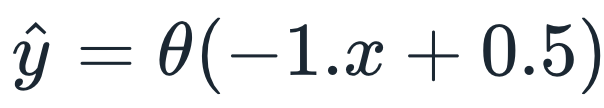 ŷ = θ(−1.x + 0.5)